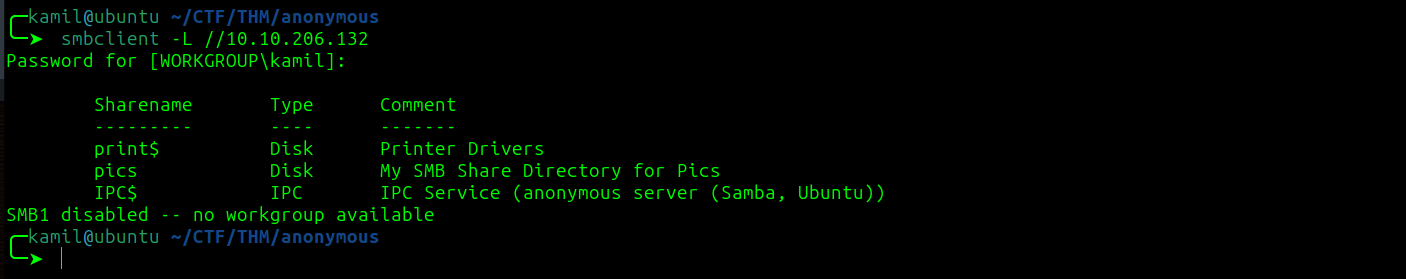 kamil@ubuntu ~/CTF/THM/anonymous
➤ smbclient -L //10.10.206.132
Password for [WORKGROUP\kamil]:
Sharename Type Comment
--------- ---- -------
print$ Disk Printer Drivers
pics Disk My SMB Share Directory for Pics
IPC$ IPC IPC Service (anonymous server (Samba, Ubuntu))
SMB1 disabled -- no workgroup available
kamil@ubuntu ~/CTF/THM/anonymous
➤